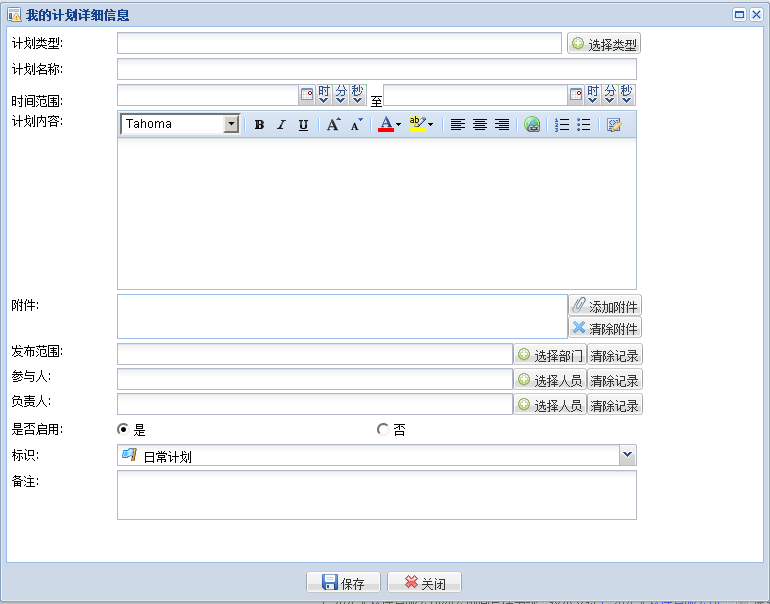 我的计划详细信息
计划类型: 选择类型
计划名称:
时间范围: 时 分 秒 至 时 分 秒
计划内容: Tahoma B I U A A A ab
附件: 添加附件
清除附件
发布范围: 选择部门 清除记录
参与人: 选择人员 清除记录
负责人: 选择人员 清除记录
是否启用: 是 否
标识: 日常计划
备注:
保存 关闭